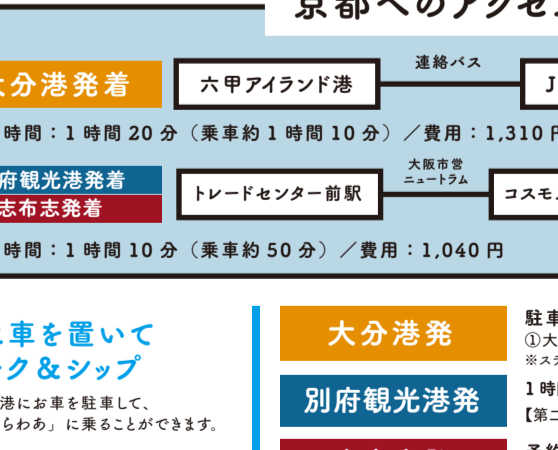 京都へのアクセス
大分港発着
六甲アイランド港
連絡バス
J
時間：1時間20分（乗車約1時間10分）／費用：1,310円
府観光港発着
志布志発着
トレードセンター前駅
大阪市営
ニュートラム
コスモ
時間：1時間10分（乗車約50分）／費用：1,040円
車を置いて
ク＆シップ
港にお車を駐車して、
らわあ」に乗ることができます。
大分港発
別府観光港発
駐車
①大
※ス
1時
【第二